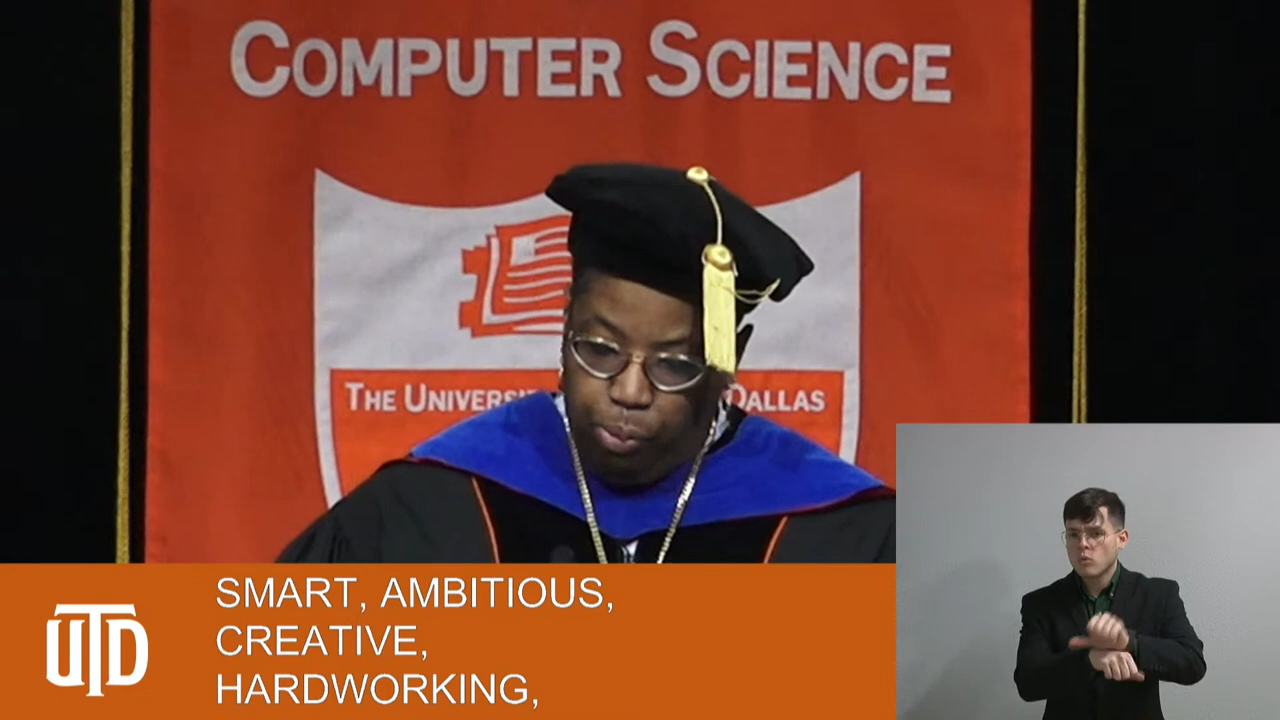 COMPUTER SCIENCE
THE UNIVERSI
DALLAS
UTD
SMART, AMBITIOUS,
CREATIVE,
HARDWORKING,